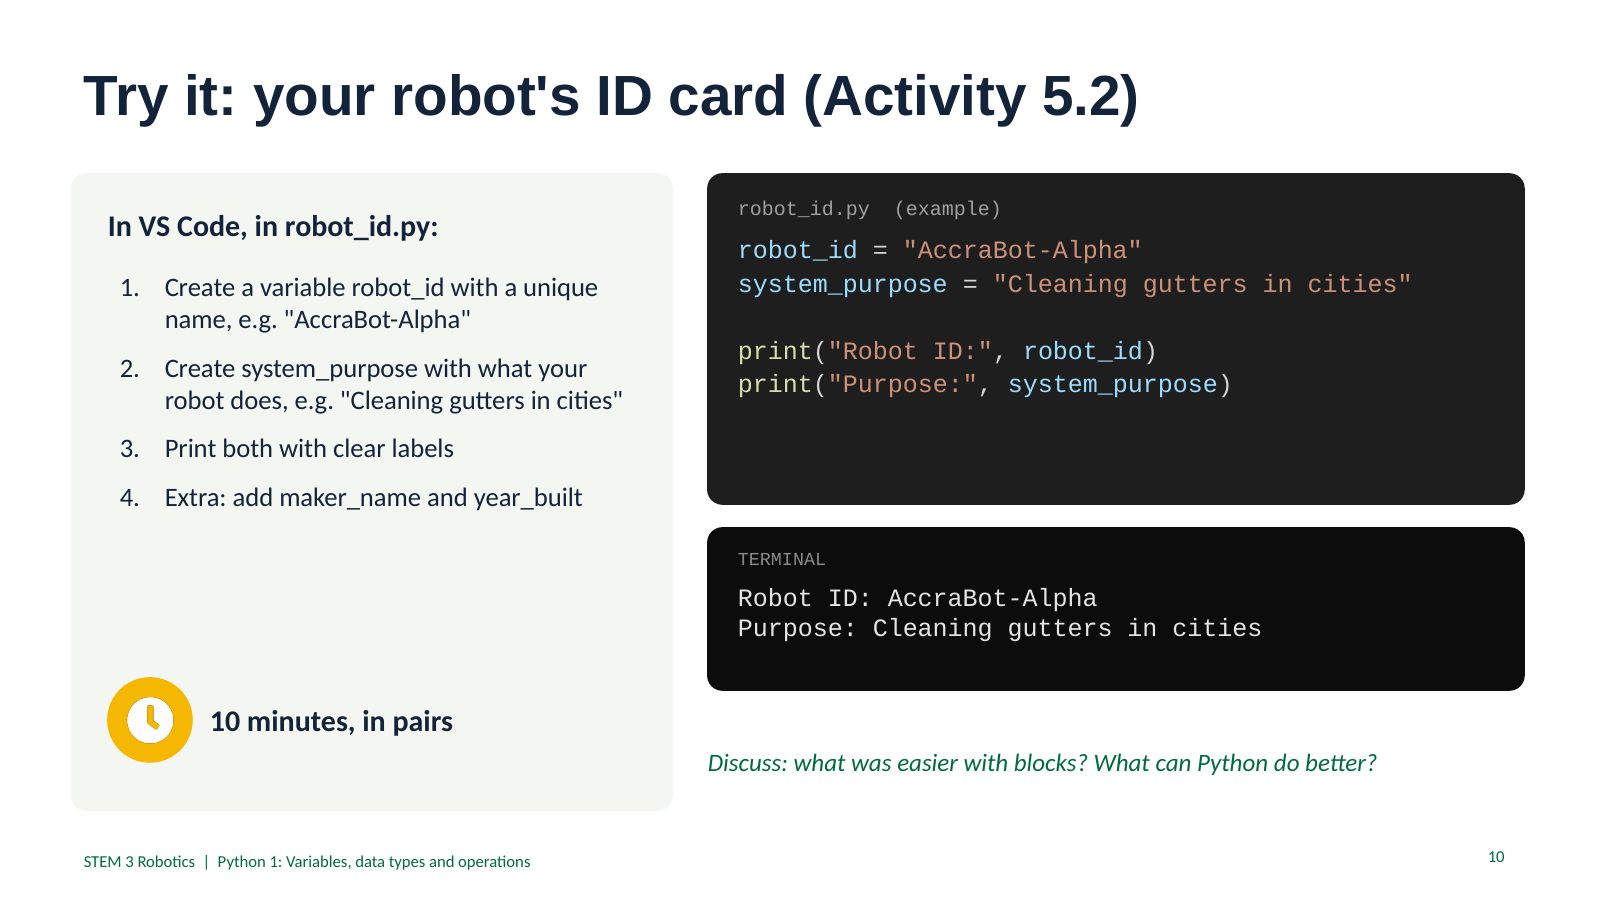 Try it: your robot's ID card (Activity 5.2)
In VS Code, in robot_id.py:
1. Create a variable robot_id with a unique
name, e.g. "AccraBot-Alpha"
2. Create system_purpose with what your
robot does, e.g. "Cleaning gutters in cities"
3. Print both with clear labels
4. Extra: add maker_name and year_built
10 minutes, in pairs
robot_id.py (example)
robot_id = "AccraBot-Alpha"
system_purpose = "Cleaning gutters in cities"
print("Robot ID:", robot_id)
print("Purpose:", system_purpose)
TERMINAL
Robot ID: AccraBot-Alpha
Purpose: Cleaning gutters in cities
Discuss: what was easier with blocks? What can Python do better?
STEM 3 Robotics | Python 1: Variables, data types and operations
10